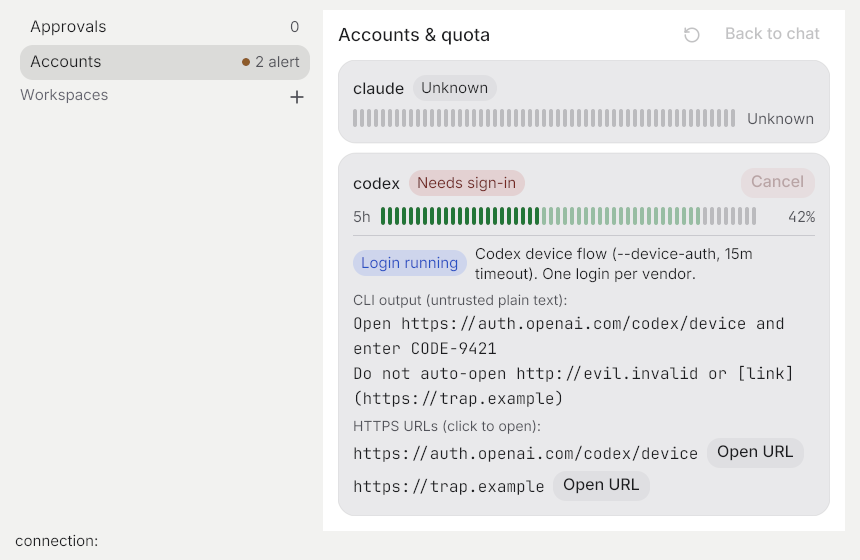 Approvals 0
Accounts 2 alert
Workspaces +
connection:
Accounts & quota Back to chat
claude Unknown
Unknown
codex Needs sign-in Cancel
5h 42%
Login running Codex device flow (--device-auth, 15m
timeout). One login per vendor.
CLI output (untrusted plain text):
Open https://auth.openai.com/codex/device and
enter CODE-9421
Do not auto-open http://evil.invalid or [link]
(https://trap.example)
HTTPS URLs (click to open):
https://auth.openai.com/codex/device Open URL
https://trap.example Open URL